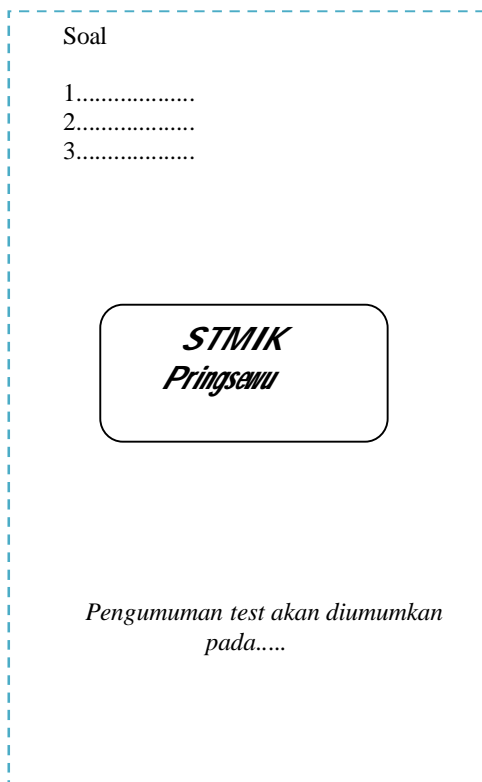 Soal
1...................
2...................
3...................
STMIK
Pringsewu
Pengumuman test akan diumumkan
pada.....